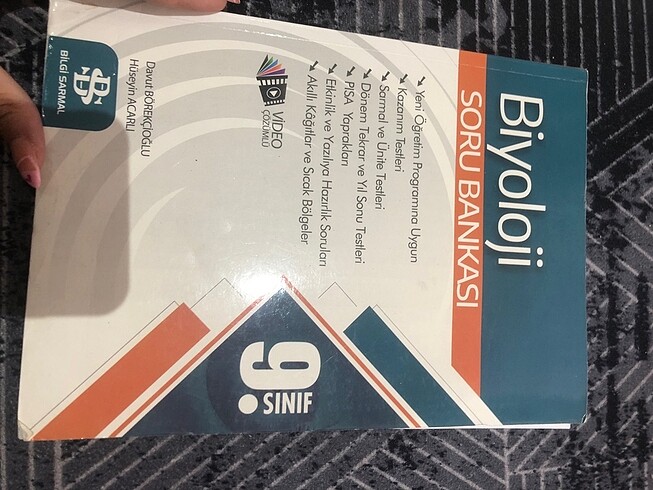 Biyoloji
SORU BANKASI
Yeni Öğretim Programına Uygun
Kazanım Testleri
Sarmal ve Ünite Testleri
Dönem Tekrar ve Yıl Sonu Testleri
PISA Yaprakları
Etkinlik ve Yazılıya Hazırlık Soruları
Akıllı Kâğıtlar ve Sıcak Bölgeler
VİDEO
ÇÖZÜMLÜ
9.
SINIF
Davut BÖREKÇİOĞLU
Hüseyin ACARLI
BS
BİLGİ SARMAL